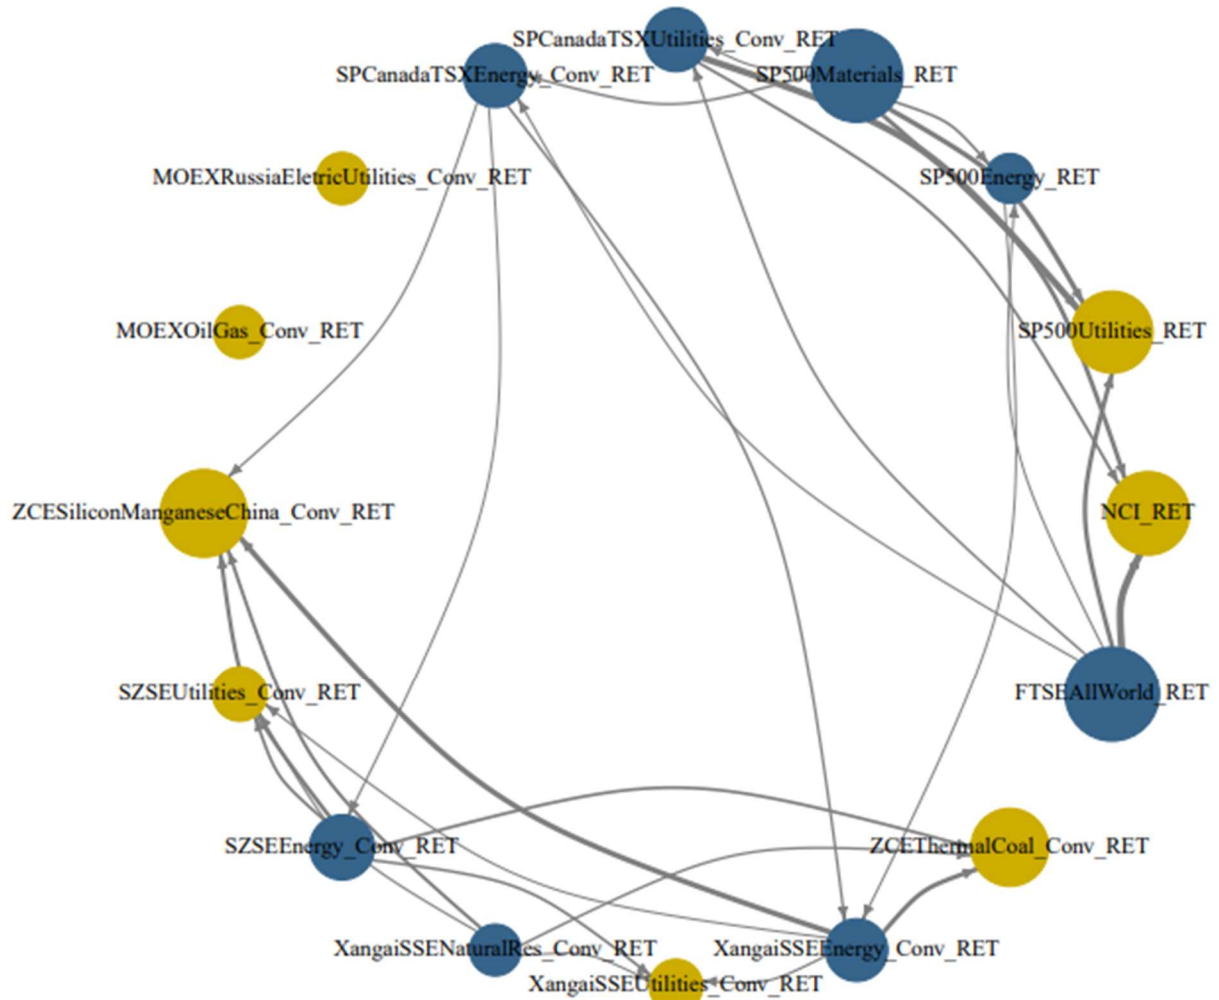 SPCanadaTSXUtilities_Conv_RET
SPCanadaTSXEnergy_Conv_RET
SP500Materials_RET
MOEXRussiaEletricUtilities_Conv_RET
SP500Energy_RET
MOEXOilGas_Conv_RET
SP500Utilities_RET
ZCESiliconManganeseChina_Conv_RET
NCI_RET
SZSEUtilities_Conv_RET
FTSEAllWorld_RET
SZSEEnergy_Conv_RET
ZCEThermalCoal_Conv_RET
XangaiSSENaturalRes_Conv_RET
XangaiSSEEnergy_Conv_RET
XangaiSSEUtilities_Conv_RET